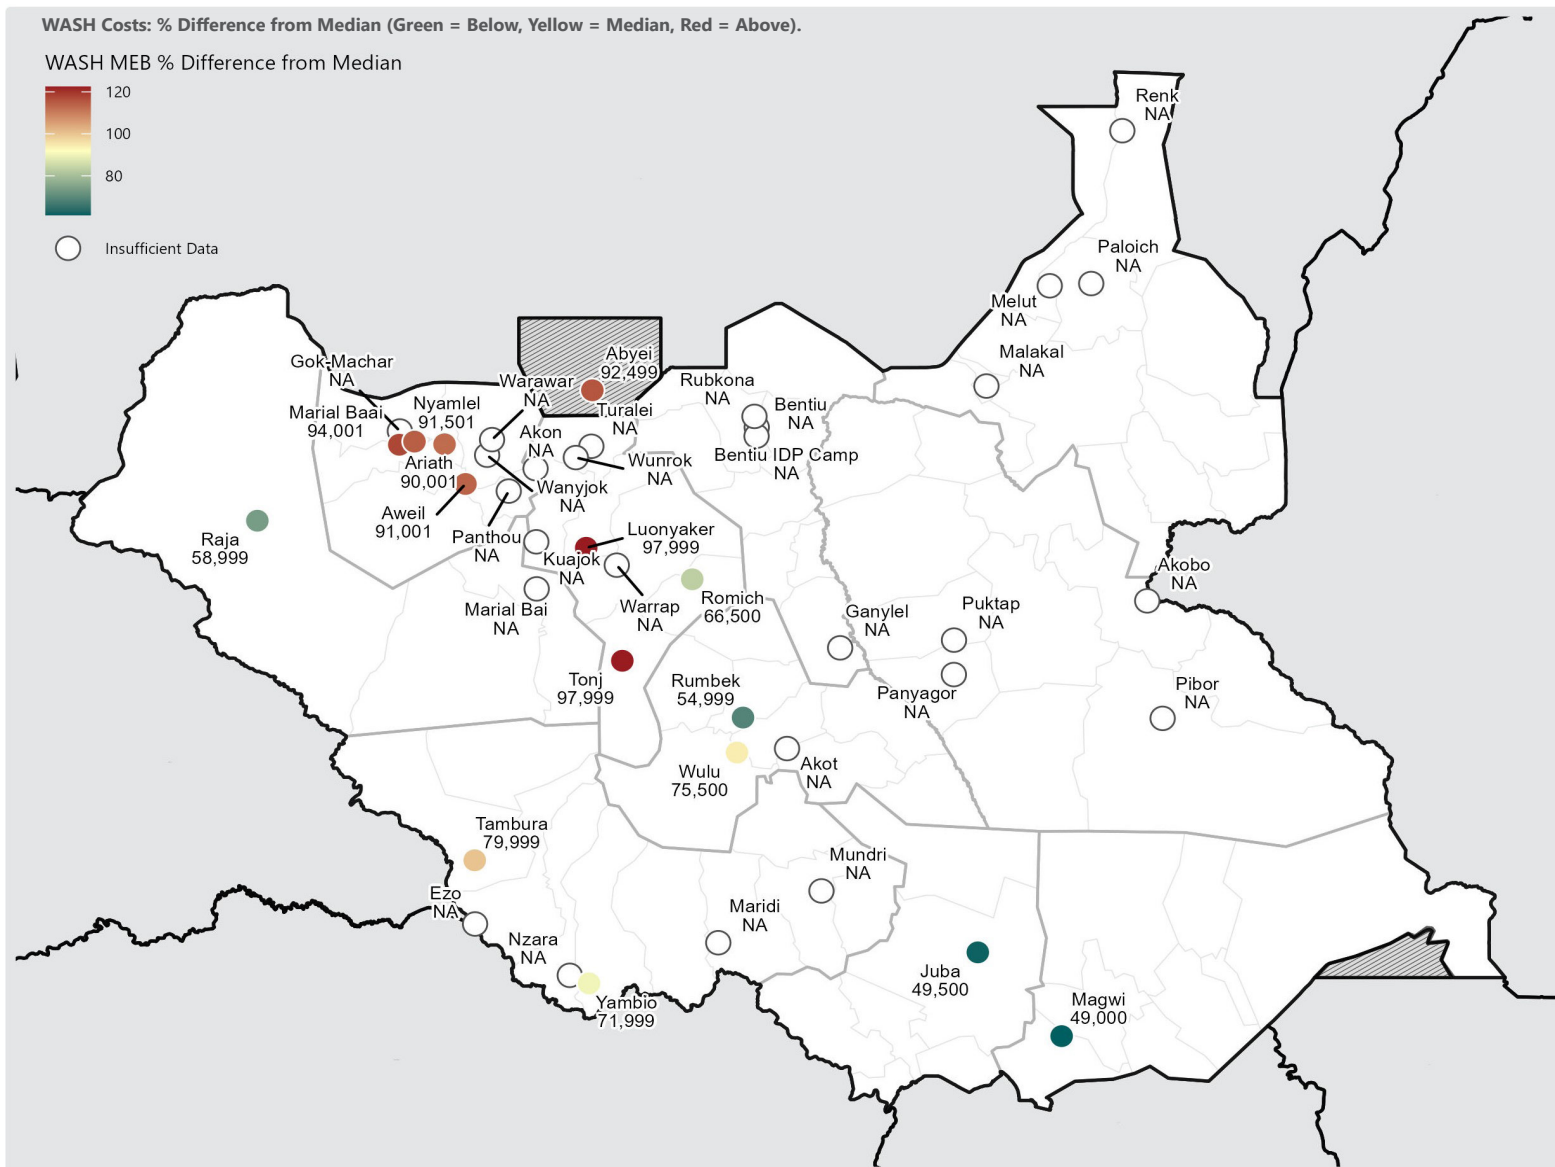 WASH Costs: % Difference from Median (Green = Below, Yellow = Median, Red = Above).
WASH MEB % Difference from Median
120
100
80
Insufficient Data
Renk
NA
Paloich
NA
Melut
NA
Malakal
NA
Gok-Machar
NA
Warawar
NA
Abyei
92,499
Rubkona
NA
Bentiu
NA
Marial Baai
94,001
Nyamlel
91,501
Turalei
NA
Akon
NA
Bentiu IDP Camp
NA
Ariath
90,001
Wunrok
NA
Wanyjok
NA
Aweil
91,001
Panthou
NA
Raja
58,999
Luonyaker
97,999
Kuajok
NA
Akobo
NA
Marial Bai
NA
Warrap
NA
Romich
66,500
Ganylel
NA
Puktap
NA
Tonj
97,999
Rumbek
54,999
Panyagor
NA
Pibor
NA
Wulu
75,500
Akot
NA
Tambura
79,999
Mundri
NA
Ezo
NA
Maridi
NA
Nzara
NA
Yambio
71,999
Juba
49,500
Magwi
49,000